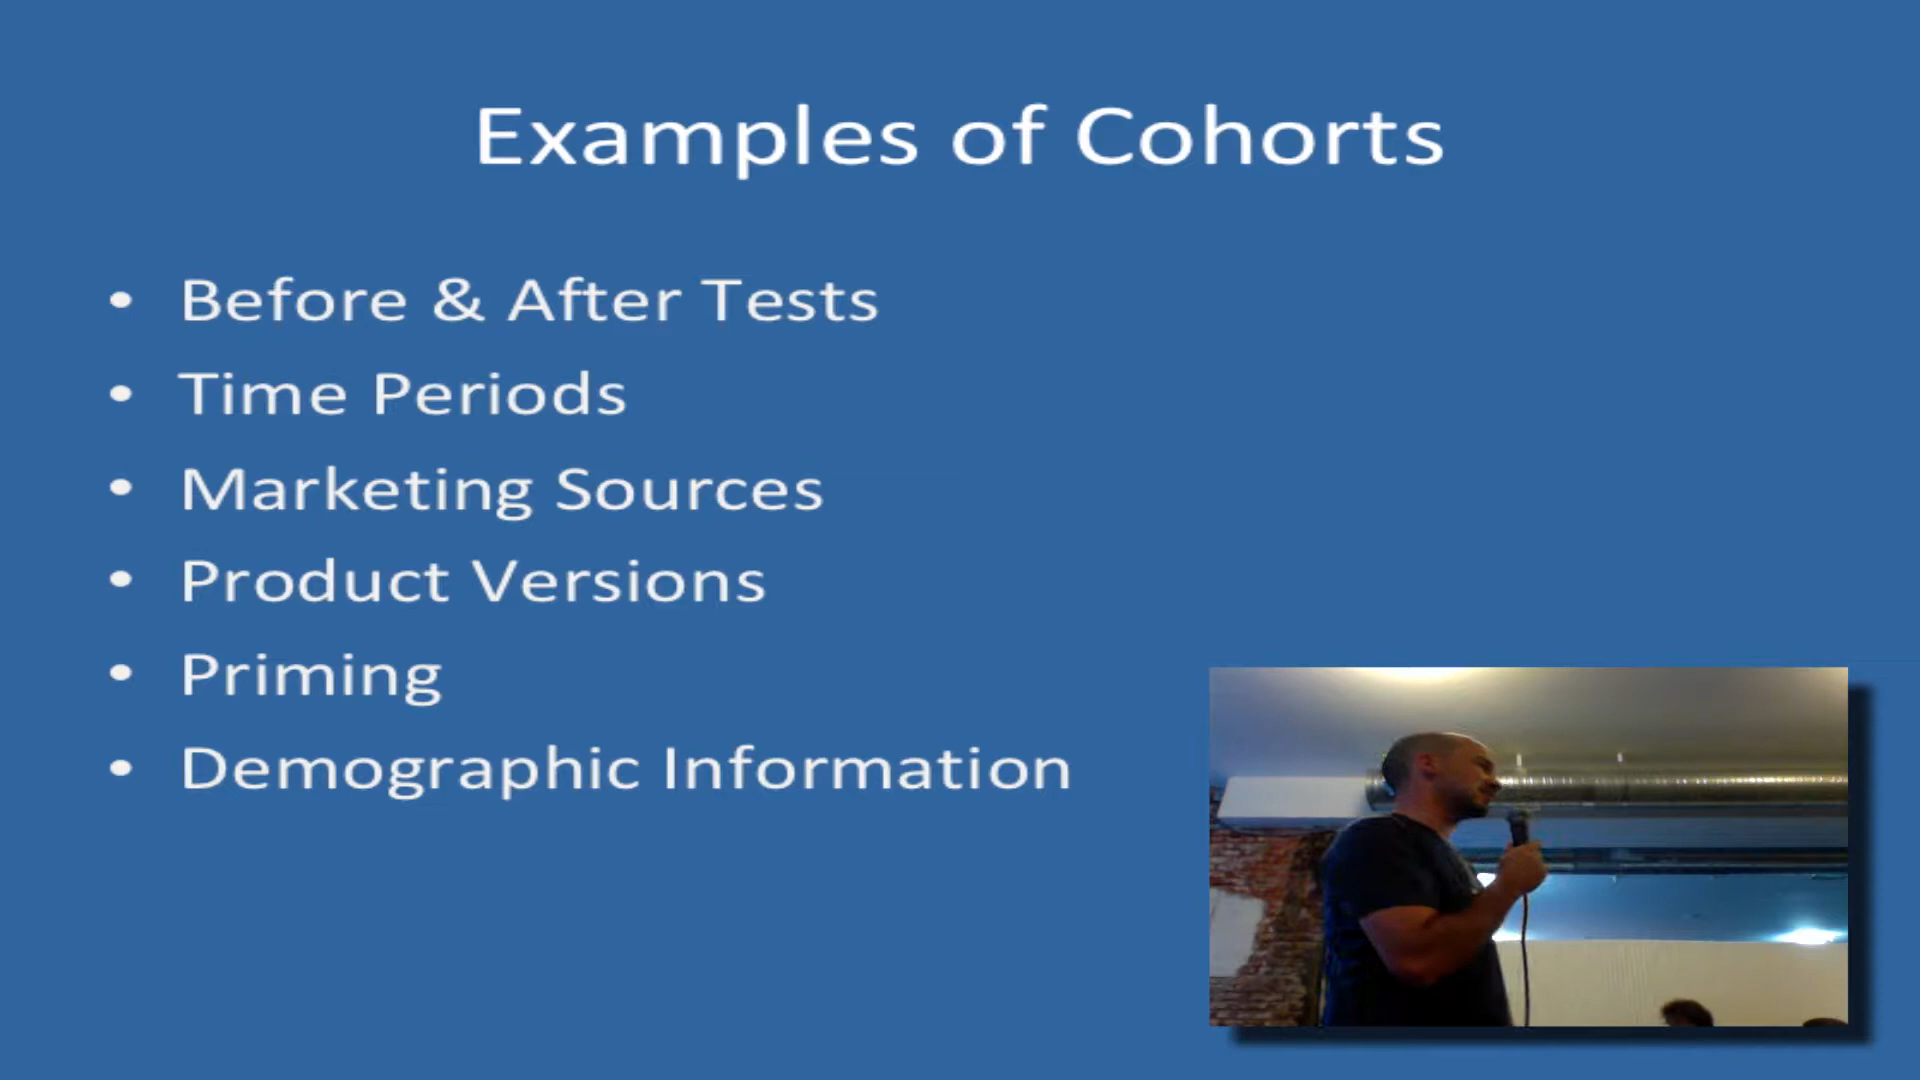 Examples of Cohorts
• Before & After Tests
• Time Periods
• Marketing Sources
• Product Versions
• Priming
• Demographic Information